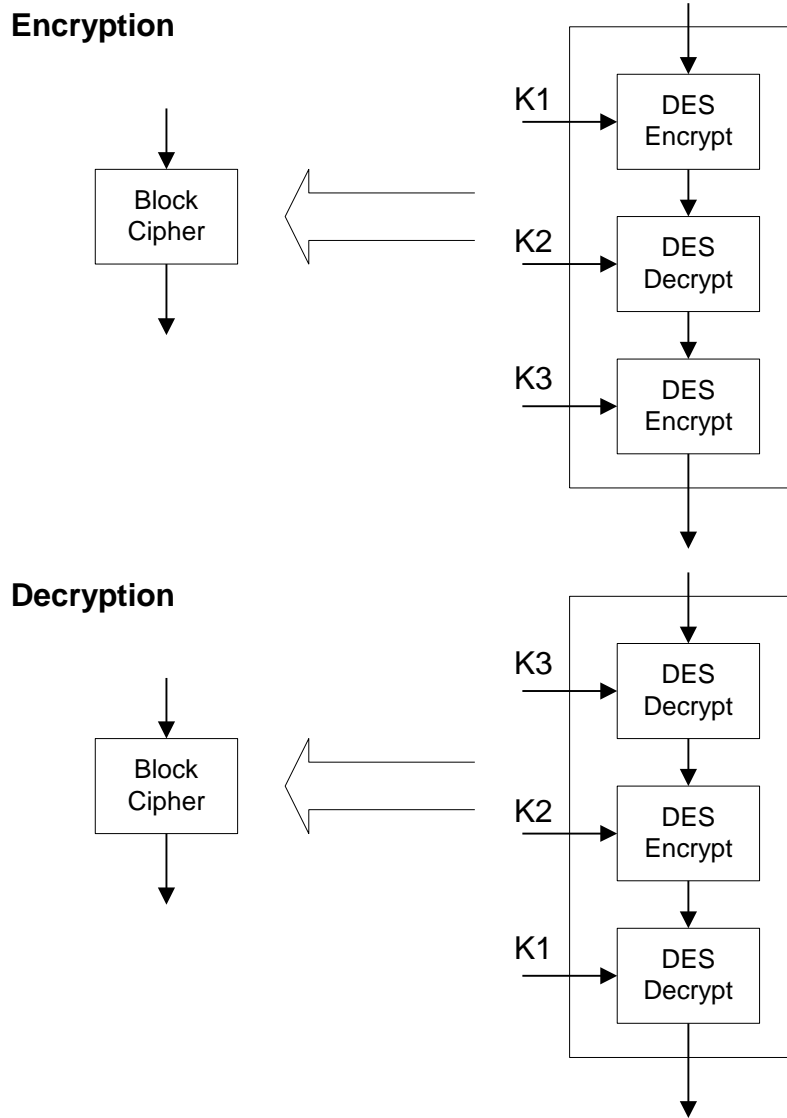 Encryption
K1
DES
Encrypt
Block
Cipher
K2
DES
Decrypt
K3
DES
Encrypt
Decryption
K3
DES
Decrypt
Block
Cipher
K2
DES
Encrypt
K1
DES
Decrypt